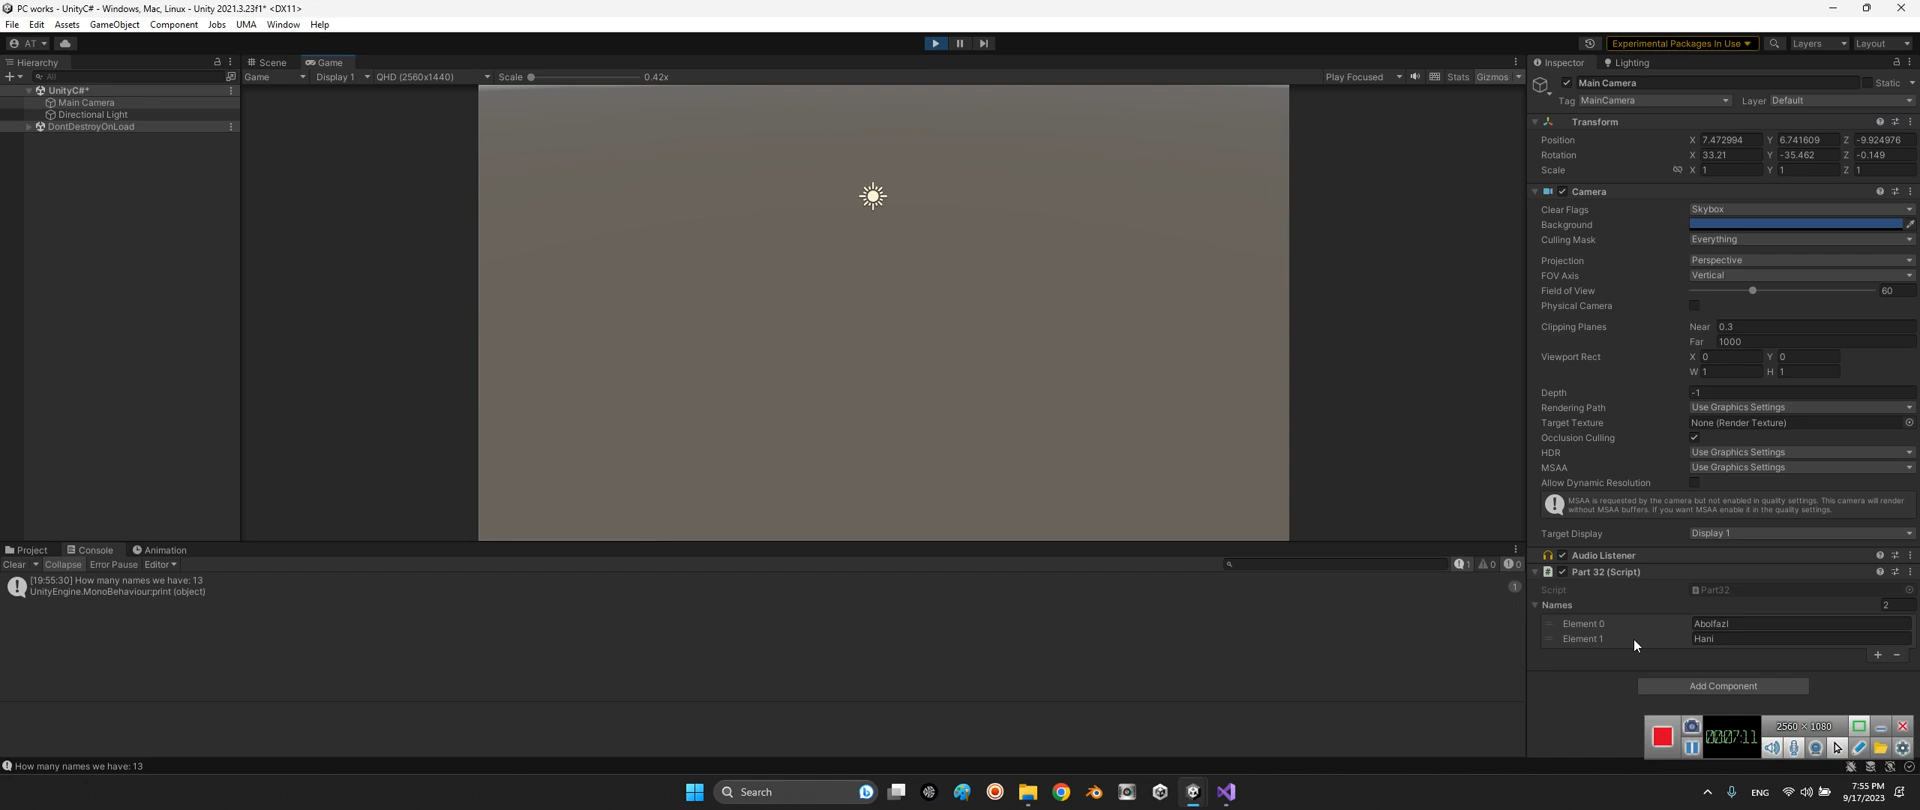 PC works - UnityC# - Windows, Mac, Linux - Unity 2021.3.23f1* <DX11>
File Edit Assets GameObject Component Jobs UMA Window Help
AT Experimental Packages In Use Layers Layout
Hierarchy Scene Game Inspector Lighting
All Game Display 1 QHD (2560x1440) Scale 0.42x Play Focused Stats Gizmos
UnityC#*
Main Camera
Directional Light
DontDestroyOnLoad
Main Camera Static
Tag MainCamera Layer Default
Transform
Position X 7.472994 Y 6.741609 Z -9.924976
Rotation X 33.21 Y -35.462 Z -0.149
Scale X 1 Y 1 Z 1
Camera
Clear Flags Skybox
Background
Culling Mask Everything
Projection Perspective
FOV Axis Vertical
Field of View 60
Physical Camera
Clipping Planes Near 0.3
Far 1000
Viewport Rect X 0 Y 0
W 1 H 1
Depth -1
Rendering Path Use Graphics Settings
Target Texture None (Render Texture)
Occlusion Culling
HDR Use Graphics Settings
MSAA Use Graphics Settings
Allow Dynamic Resolution
MSAA is requested by the camera but not enabled in quality settings. This camera will render
without MSAA buffers. If you want MSAA enable it in the quality settings.
Target Display Display 1
Audio Listener
Part 32 (Script)
Script Part32
Names 2
Element 0 Abolfazl
Element 1 Hani
Add Component
Project Console Animation
Clear Collapse Error Pause Editor 1 0 0
[19:55:30] How many names we have: 13
UnityEngine.MonoBehaviour:print (object)
1
2560 × 1080
00:07:11
How many names we have: 13
Search
ENG
7:55 PM
9/17/2023